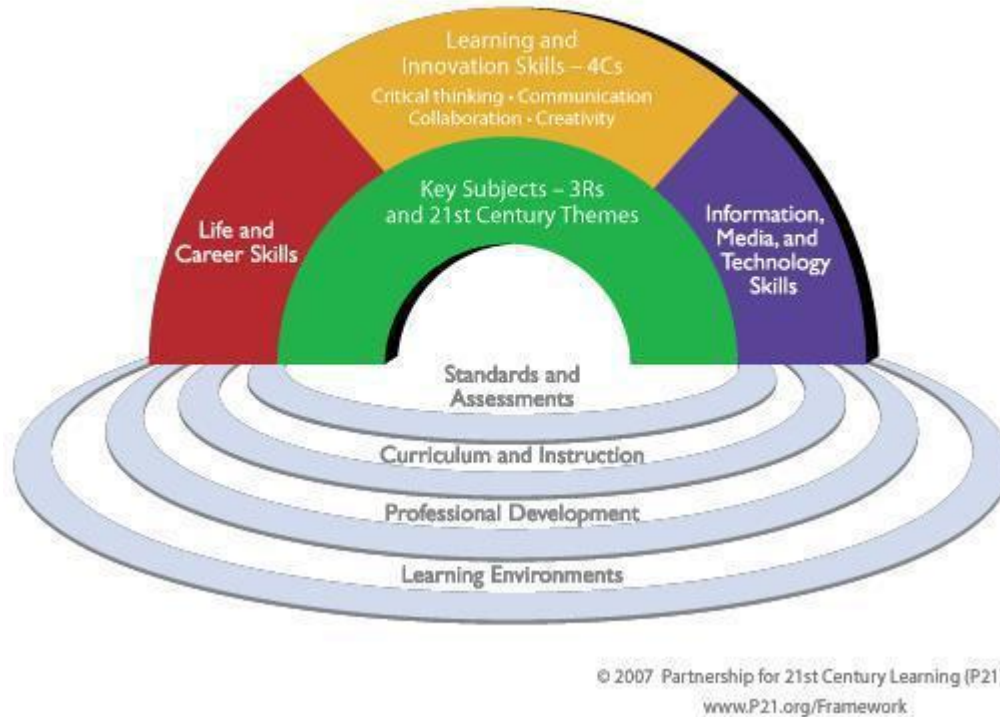 Learning and
Innovation Skills – 4Cs
Critical thinking • Communication
Collaboration • Creativity
Key Subjects – 3Rs
and 21st Century Themes
Life and
Career Skills
Information,
Media, and
Technology
Skills
Standards and
Assessments
Curriculum and Instruction
Professional Development
Learning Environments
© 2007 Partnership for 21st Century Learning (P21
www.P21.org/Framework